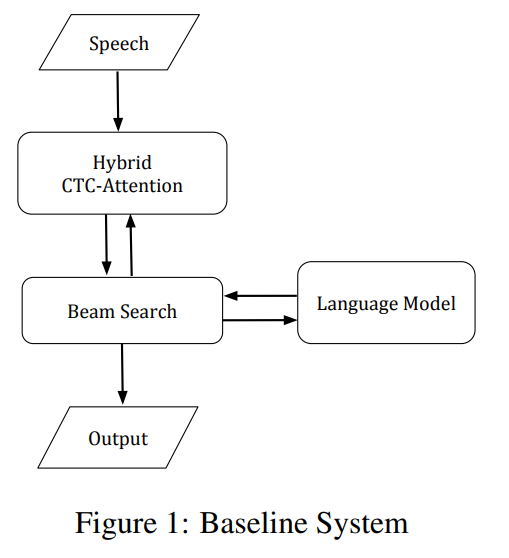 Speech
Hybrid
CTC-Attention
Beam Search
Language Model
Output
Figure 1: Baseline System